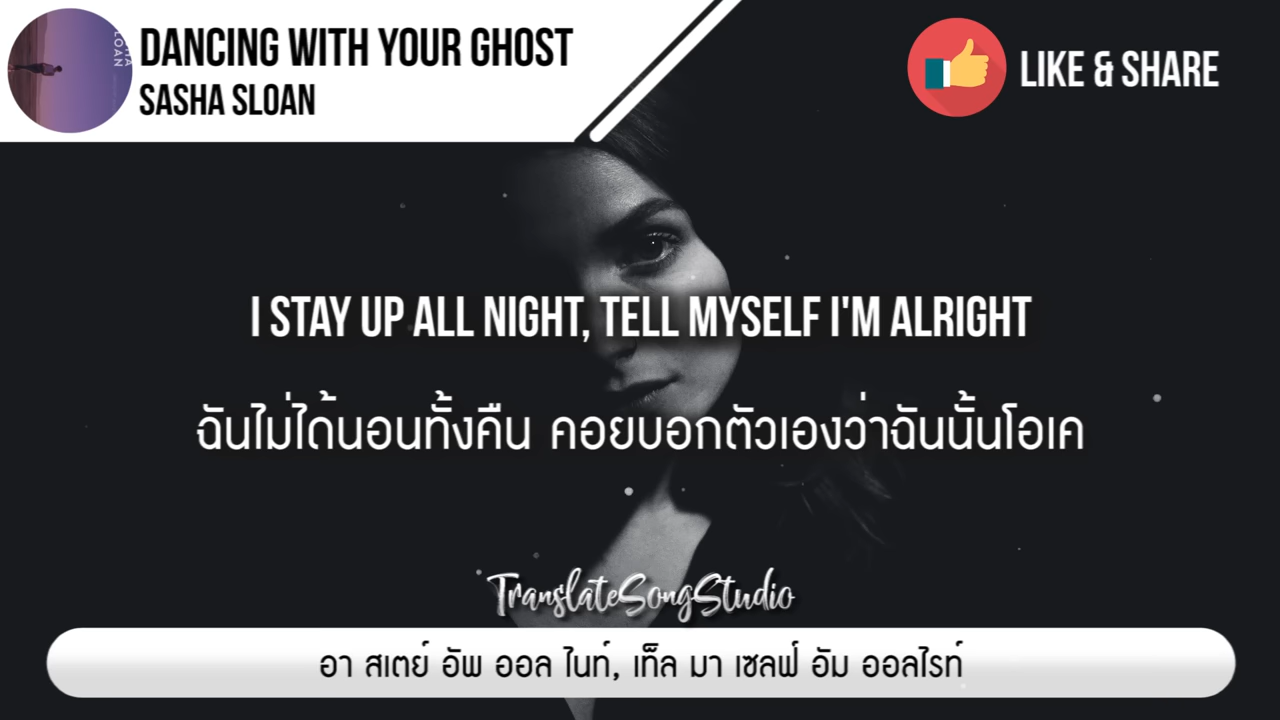 DANCING WITH YOUR GHOST
SASHA SLOAN
LIKE & SHARE
I STAY UP ALL NIGHT, TELL MYSELF I'M ALRIGHT
ฉันไม่ได้นอนทั้งคืน คอยบอกตัวเองว่าฉันนั้นโอเค
TranslateSongStudio
อา สเตย์ อัพ ออล ไนท์, เท็ล มา เซลฟ์ อัม ออลไรท์